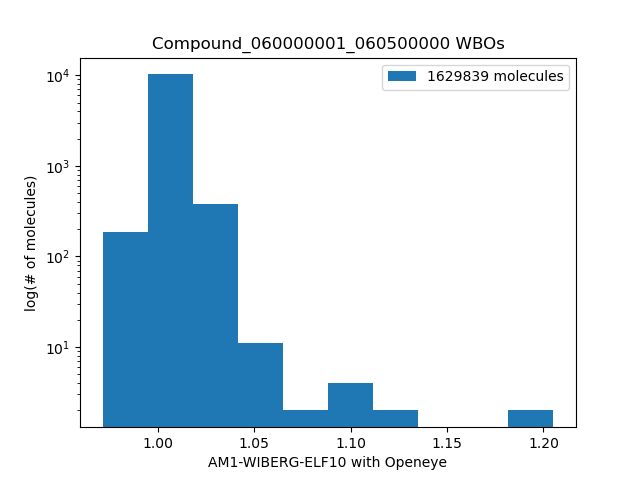 Compound_060000001_060500000 WBOs
1629839 molecules
log(# of molecules)
10⁴
10³
10²
10¹
1.00 1.05 1.10 1.15 1.20
AM1-WIBERG-ELF10 with Openeye